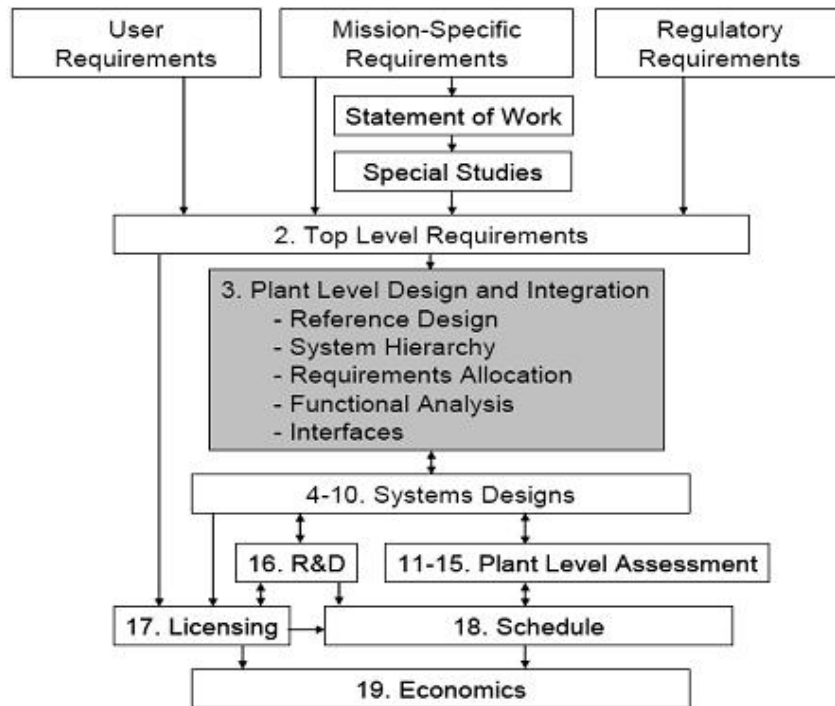 User
Requirements
Mission-Specific
Requirements
Regulatory
Requirements
Statement of Work
Special Studies
2. Top Level Requirements
3. Plant Level Design and Integration
- Reference Design
- System Hierarchy
- Requirements Allocation
- Functional Analysis
- Interfaces
4-10. Systems Designs
16. R&D
11-15. Plant Level Assessment
17. Licensing
18. Schedule
19. Economics